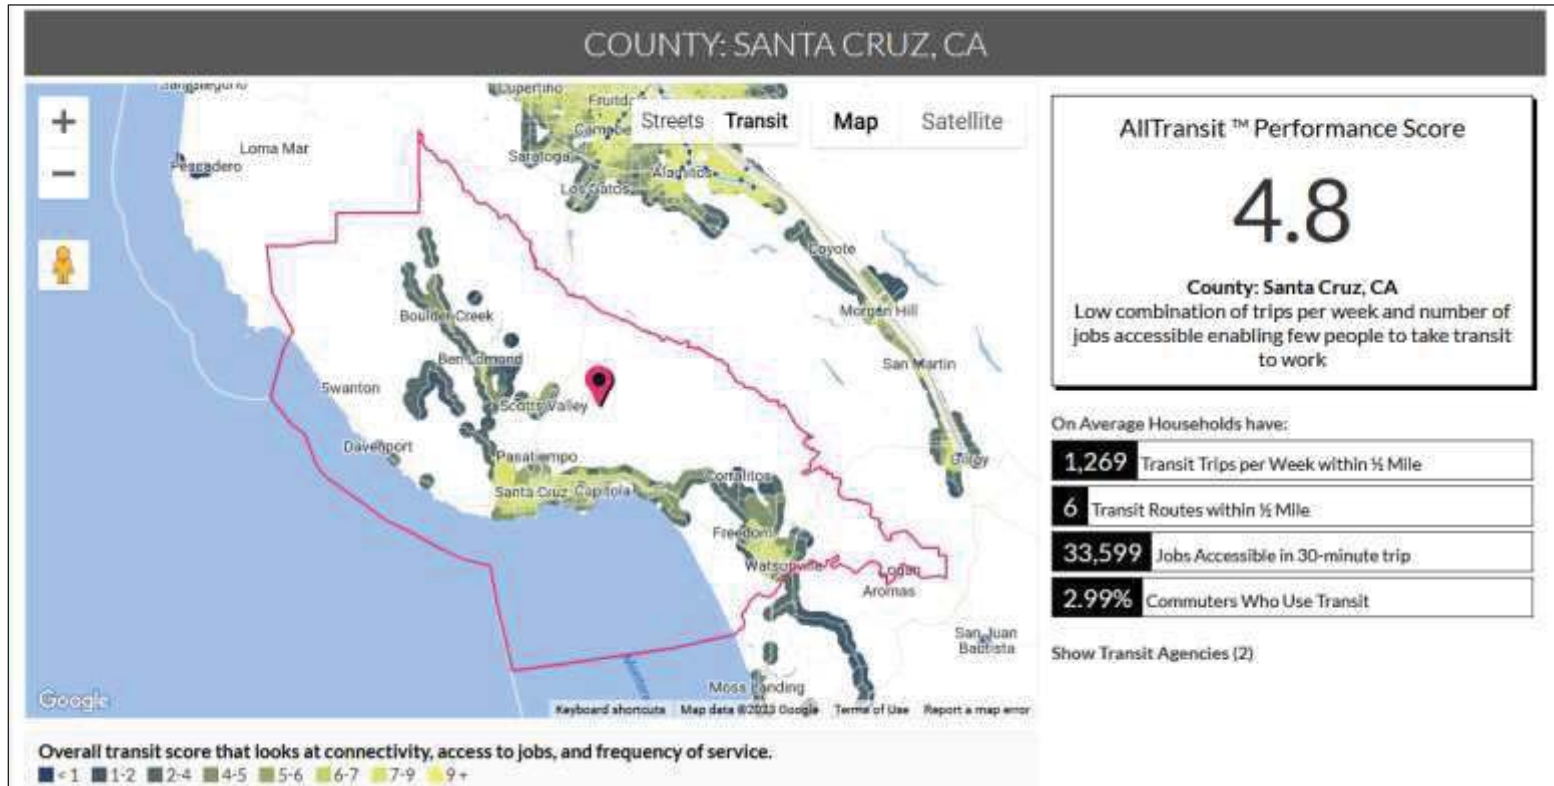 COUNTY: SANTA CRUZ, CA
Cupertino
Streets
Transit
Map
Satellite
Loma Mar
Pescadero
Saratoga
Los Gatos
Coyote
Boulder Creek
Morgan Hill
Ben Lomond
San Martin
Swanton
Scotts Valley
Davenport
Pasatiempo
Gilroy
Santa Cruz
Capitola
Corralitos
Freedom
Watsonville
Logan
Aromas
San Juan
Bautista
Moss Landing
Google
Keyboard shortcuts
Map data ©2023 Google
Terms of Use
Report a map error
AllTransit ™ Performance Score
4.8
County: Santa Cruz, CA
Low combination of trips per week and number of
jobs accessible enabling few people to take transit
to work
On Average Households have:
1,269 Transit Trips per Week within ½ Mile
6 Transit Routes within ½ Mile
33,599 Jobs Accessible in 30-minute trip
2.99% Commuters Who Use Transit
Show Transit Agencies (2)
Overall transit score that looks at connectivity, access to jobs, and frequency of service.
< 1 1-2 2-4 4-5 5-6 6-7 7-9 9 +